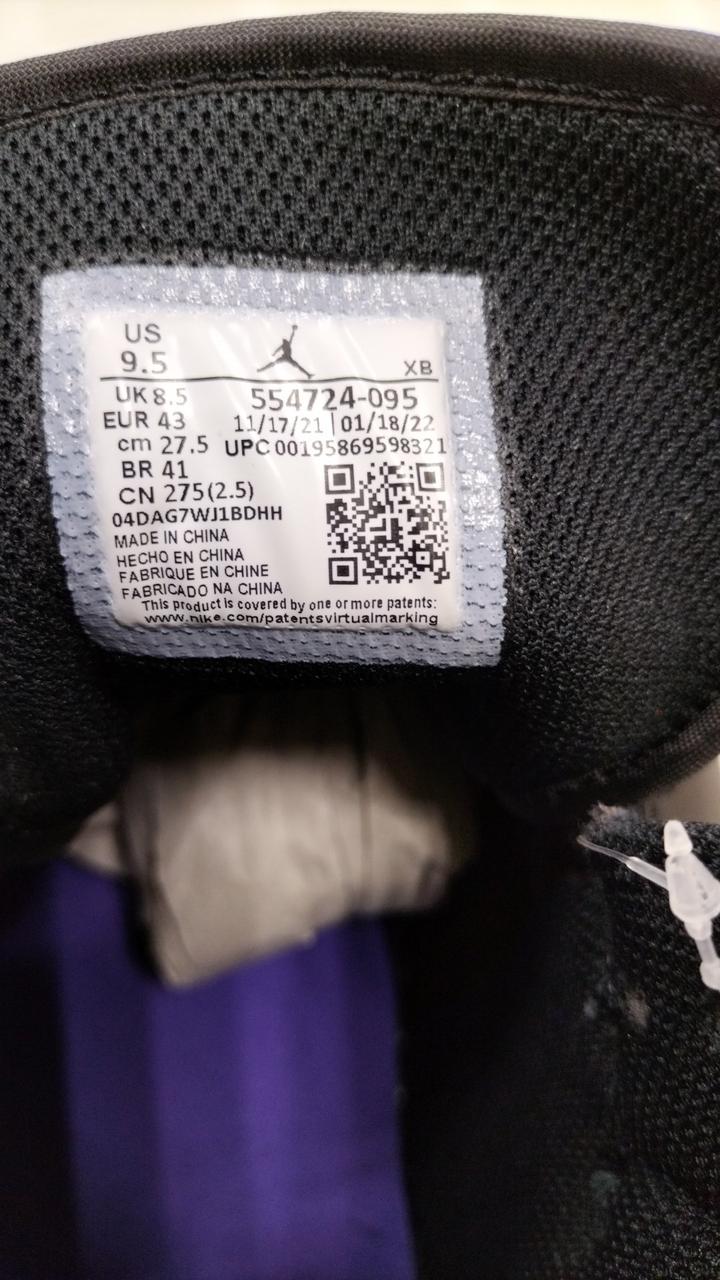 US
9.5
XB
UK 8.5
554724-095
EUR 43
11/17/21 | 01/18/22
cm 27.5
UPC 00195869598321
BR 41
CN 275(2.5)
04DAG7WJ1BDHH
MADE IN CHINA
HECHO EN CHINA
FABRIQUE EN CHINE
FABRICADO NA CHINA
This product is covered by one or more patents:
www.nike.com/patentsvirtualmarking